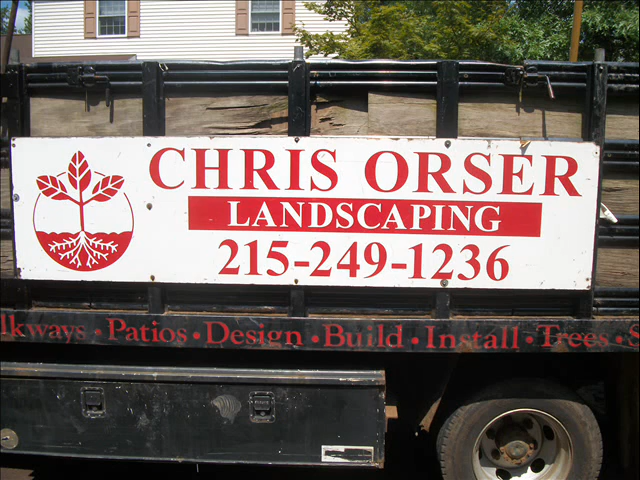 CHRIS ORSER
LANDSCAPING
215-249-1236
lkways • Patios • Design • Build • Install • Trees • S